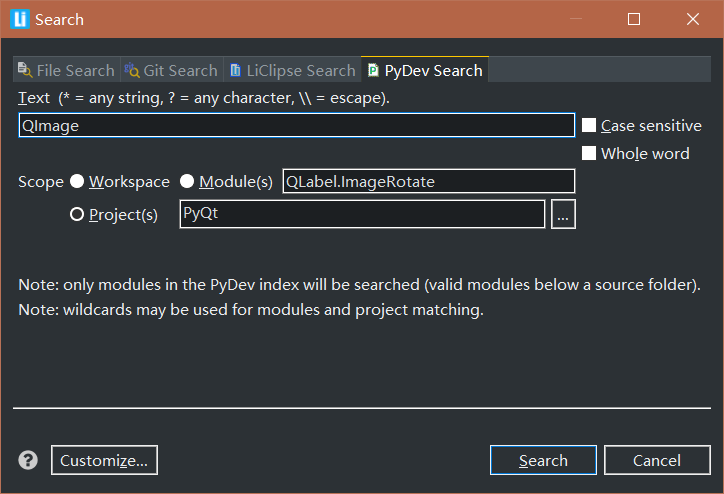 Li Search
File Search Git Search LiClipse Search PyDev Search
Text (* = any string, ? = any character, \\ = escape).
QImage
Case sensitive
Whole word
Scope Workspace Module(s) QLabel.ImageRotate
Project(s) PyQt ...
Note: only modules in the PyDev index will be searched (valid modules below a source folder).
Note: wildcards may be used for modules and project matching.
? Customize... Search Cancel